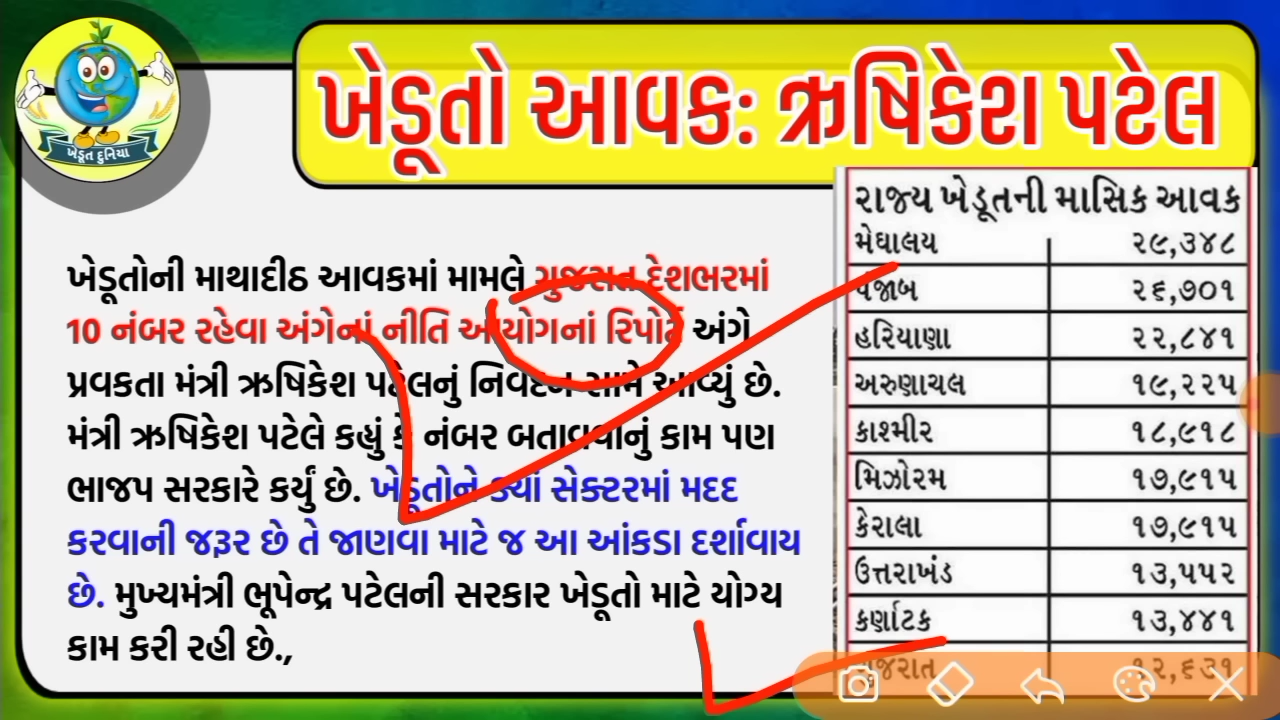 ખેડૂત દુનિયા
ખેડૂતો આવક: ઋષિકેશ પટેલ
ખેડૂતોની માથાદીઠ આવકમાં મામલે ગુજરાત દેશભરમાં
10 નંબર રહેવા અંગેનાં નીતિ આયોગનાં રિપોર્ટ અંગે
પ્રવકતા મંત્રી ઋષિકેશ પટેલનું નિવેદન સામે આવ્યું છે.
મંત્રી ઋષિકેશ પટેલે કહ્યું કે નંબર બતાવવાનું કામ પણ
ભાજપ સરકારે કર્યું છે. ખેડૂતોને ક્યાં સેક્ટરમાં મદદ
કરવાની જરૂર છે તે જાણવા માટે જ આ આંકડા દર્શાવાય
છે. મુખ્યમંત્રી ભૂપેન્દ્ર પટેલની સરકાર ખેડૂતો માટે યોગ્ય
કામ કરી રહી છે.,
રાજ્ય ખેડૂતની માસિક આવક
મેઘાલય ૨૯,૩૪૮
પંજાબ ૨૬,૭૦૧
હરિયાણા ૨૨,૮૪૧
અરુણાચલ ૧૯,૨૨૫
કાશ્મીર ૧૮,૯૧૮
મિઝોરમ ૧૭,૯૧૫
કેરાલા ૧૭,૯૧૫
ઉત્તરાખંડ ૧૩,૫૫૨
કર્ણાટક ૧૩,૪૪૧
ગુજરાત ૧૨,૬૩૧